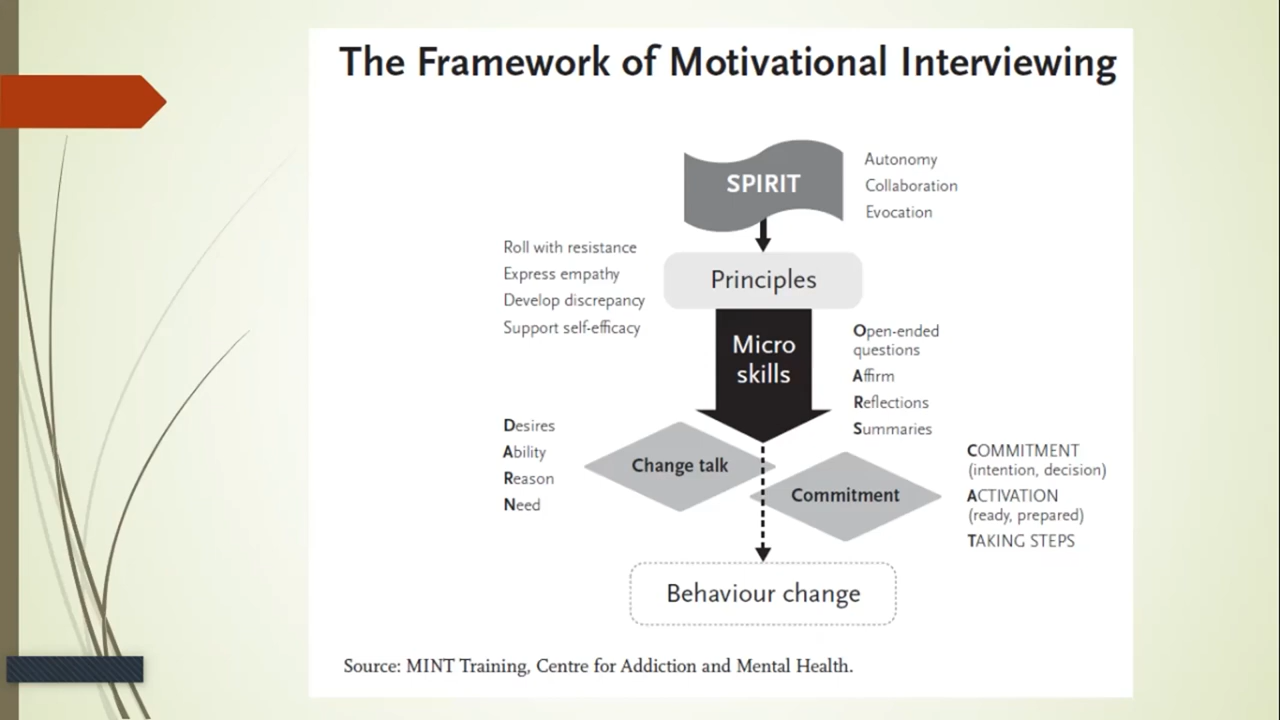 The Framework of Motivational Interviewing
SPIRIT
Autonomy
Collaboration
Evocation
Roll with resistance
Express empathy
Develop discrepancy
Support self-efficacy
Principles
Micro
skills
Open-ended
questions
Affirm
Reflections
Summaries
Desires
Ability
Reason
Need
Change talk
Commitment
COMMITMENT
(intention, decision)
ACTIVATION
(ready, prepared)
TAKING STEPS
Behaviour change
Source: MINT Training, Centre for Addiction and Mental Health.